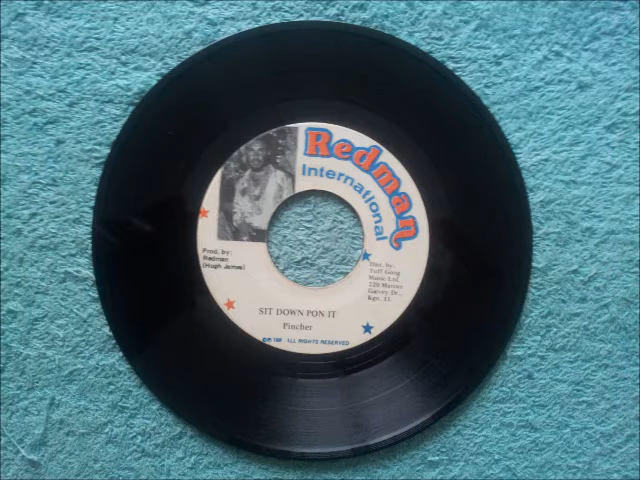 Redman
International
Prod. by:
Redman
(Hugh James)
Dist. by.
Tuff Gong
Music Ltd.
220 Marcus
Garvey Dr.,
Kgn. 11.
SIT DOWN PON IT
Pincher
ALL RIGHTS RESERVED